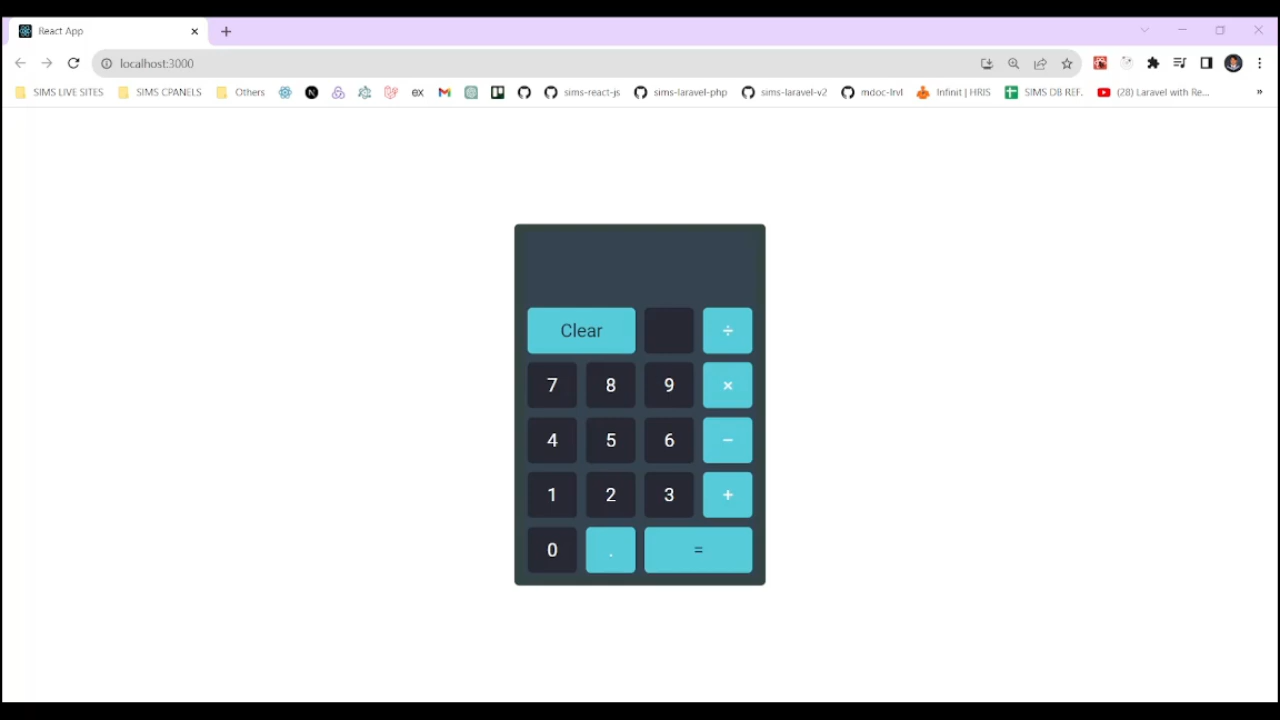 React App
localhost:3000
SIMS LIVE SITES SIMS CPANELS Others ex sims-react-js sims-laravel-php sims-laravel-v2 mdoc-lrvl Infinit | HRIS SIMS DB REF. (28) Laravel with Re... »
Clear ÷
7 8 9 ×
4 5 6 −
1 2 3 +
0 . =